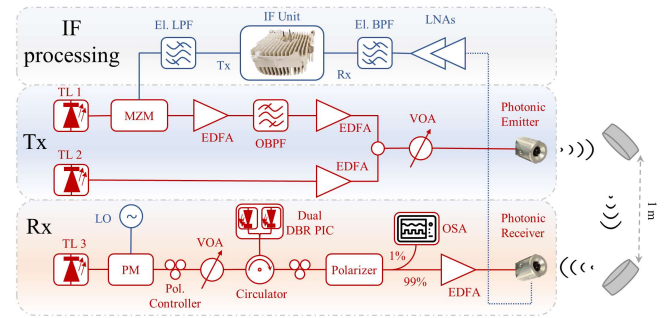 IF
processing
El. LPF
Tx
IF Unit
Rx
El. BPF
LNAs
Tx
TL 1
MZM
EDFA
OBPF
EDFA
VOA
Photonic
Emitter
TL 2
EDFA
Rx
LO
TL 3
PM
Pol.
Controller
VOA
Dual
DBR PIC
Circulator
Polarizer
OSA
1%
99%
EDFA
Photonic
Receiver
1 m